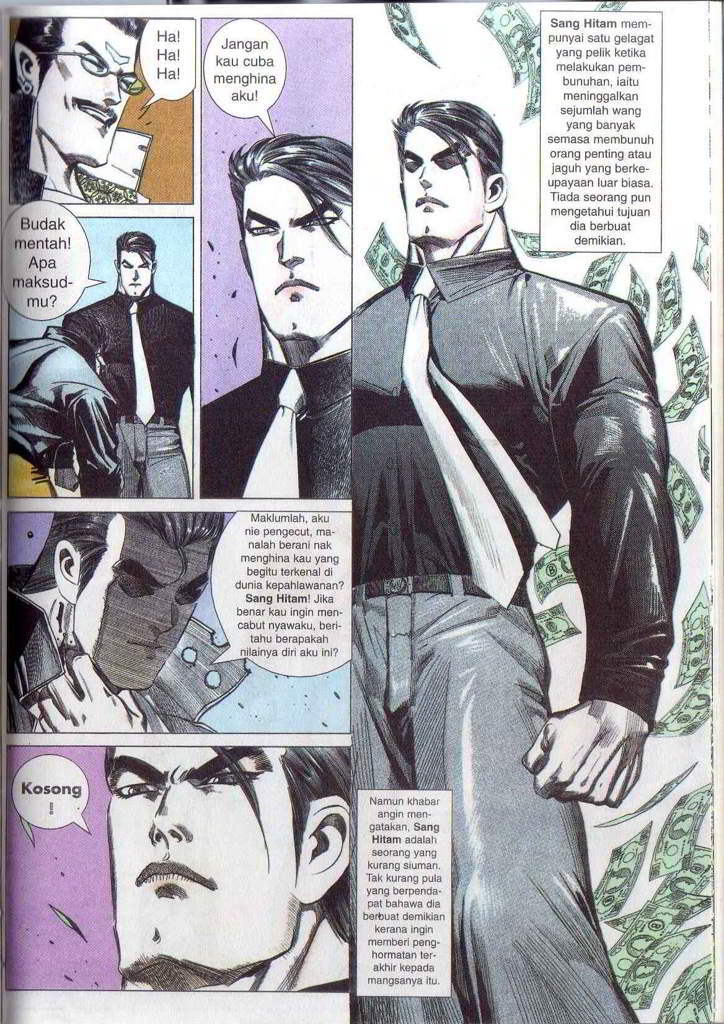 Ha!
Ha!
Ha!
Budak
mentah!
Apa
maksud-
mu?
Jangan
kau cuba
menghina
aku!
Maklumlah, aku
nie pengecut, ma-
nalah berani nak
menghina kau yang
begitu terkenal di
dunia kepahlawanan?
Sang Hitam! Jika
benar kau ingin men-
cabut nyawaku, beri-
tahu berapakah
nilainya diri aku ini?
Kosong
!
Sang Hitam mem-
punyai satu gelagat
yang pelik ketika
melakukan pem-
bunuhan, iaitu
meninggalkan
sejumlah wang
yang banyak
semasa membunuh
orang penting atau
jaguh yang berke-
upayaan luar biasa.
Tiada seorang pun
mengetahui tujuan
dia berbuat
demikian.
Namun khabar
angin men-
gatakan, Sang
Hitam adalah
seorang yang
kurang siuman.
Tak kurang pula
yang berpenda-
pat bahawa dia
berbuat demikian
kerana ingin
memberi peng-
hormatan ter-
akhir kepada
mangsanya itu.